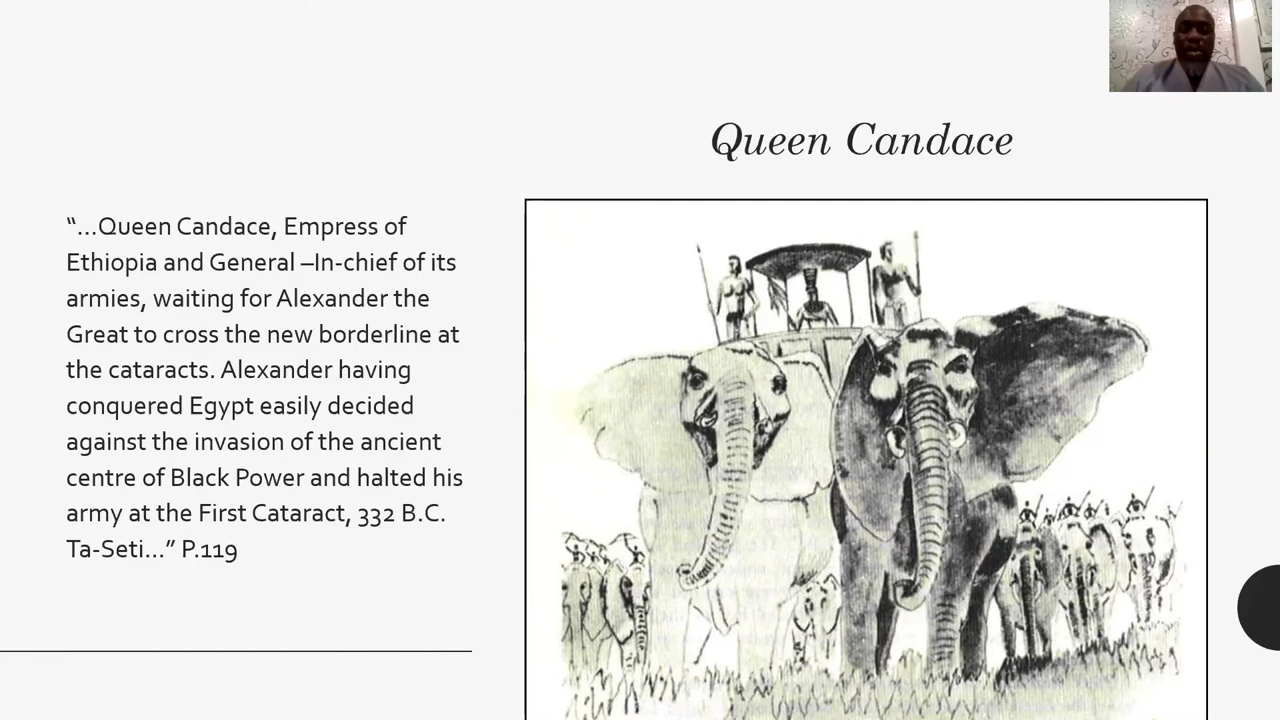 Queen Candace
“...Queen Candace, Empress of
Ethiopia and General –In-chief of its
armies, waiting for Alexander the
Great to cross the new borderline at
the cataracts. Alexander having
conquered Egypt easily decided
against the invasion of the ancient
centre of Black Power and halted his
army at the First Cataract, 332 B.C.
Ta-Seti...” P.119